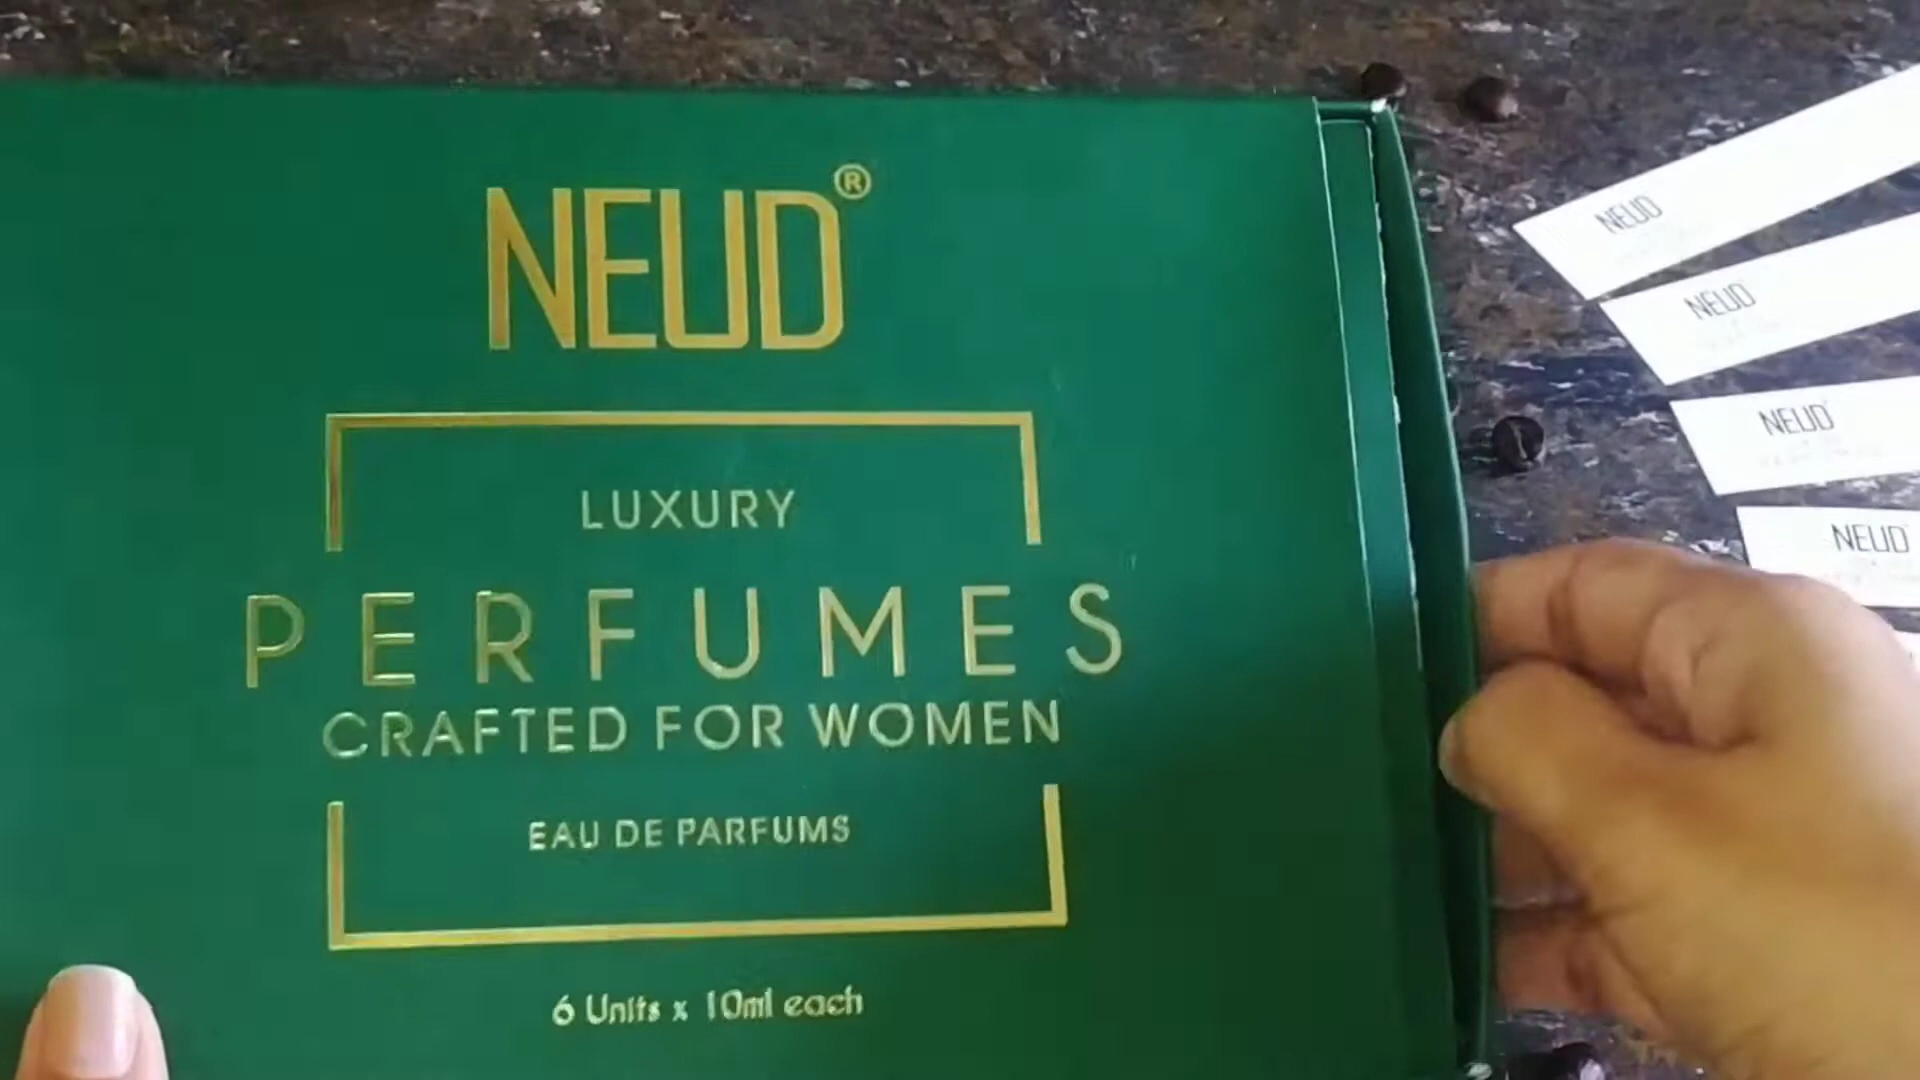 NEUD®
LUXURY
PERFUMES
CRAFTED FOR WOMEN
EAU DE PARFUMS
6 Units x 10ml each
NEUD
NEUD
NEUD
NEUD